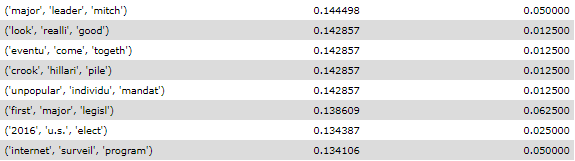 ('major', 'leader', 'mitch') 0.144498 0.050000
('look', 'realli', 'good') 0.142857 0.012500
('eventu', 'come', 'togeth') 0.142857 0.012500
('crook', 'hillari', 'pile') 0.142857 0.012500
('unpopular', 'individu', 'mandat') 0.142857 0.012500
('first', 'major', 'legisl') 0.138609 0.062500
('2016', 'u.s.', 'elect') 0.134387 0.025000
('internet', 'surveil', 'program') 0.134106 0.050000